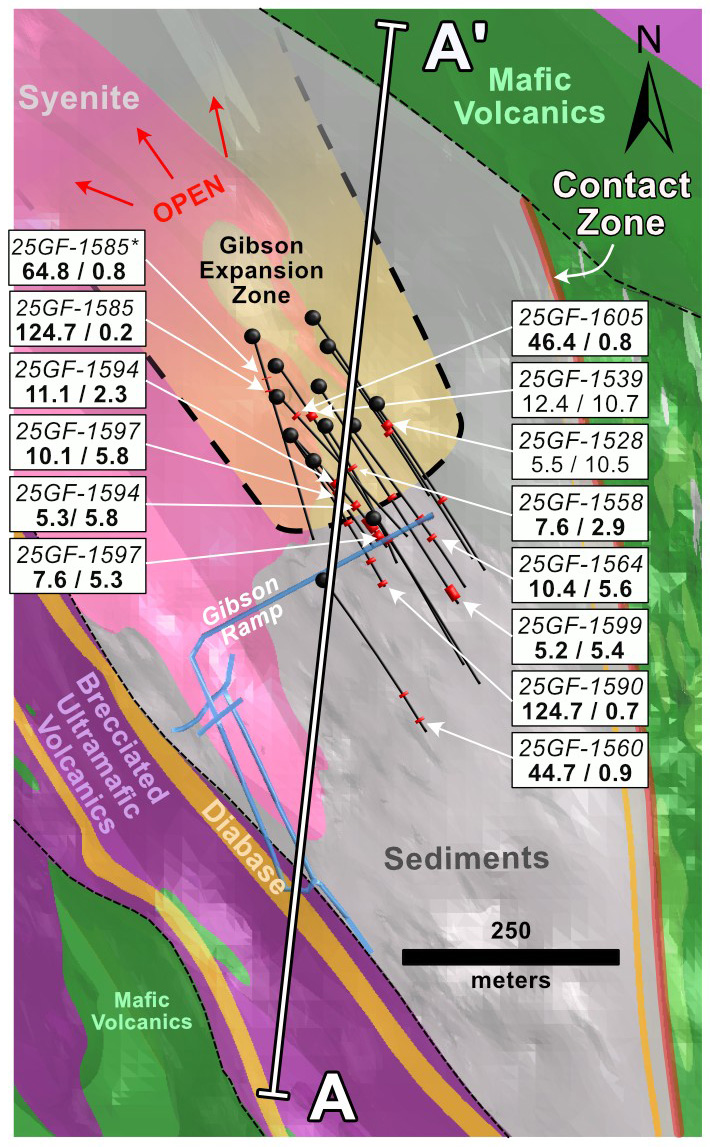 A'
N
Mafic
Volcanics
Syenite
Contact
Zone
OPEN
Gibson
Expansion
Zone
25GF-1585*
64.8 / 0.8
25GF-1585
124.7 / 0.2
25GF-1594
11.1 / 2.3
25GF-1597
10.1 / 5.8
25GF-1594
5.3/ 5.8
25GF-1597
7.6 / 5.3
25GF-1605
46.4 / 0.8
25GF-1539
12.4 / 10.7
25GF-1528
5.5 / 10.5
25GF-1558
7.6 / 2.9
25GF-1564
10.4 / 5.6
25GF-1599
5.2 / 5.4
25GF-1590
124.7 / 0.7
25GF-1560
44.7 / 0.9
Gibson
Ramp
Brecciated
Ultramafic
Volcanics
Diabase
Sediments
250
meters
Mafic
Volcanics
A